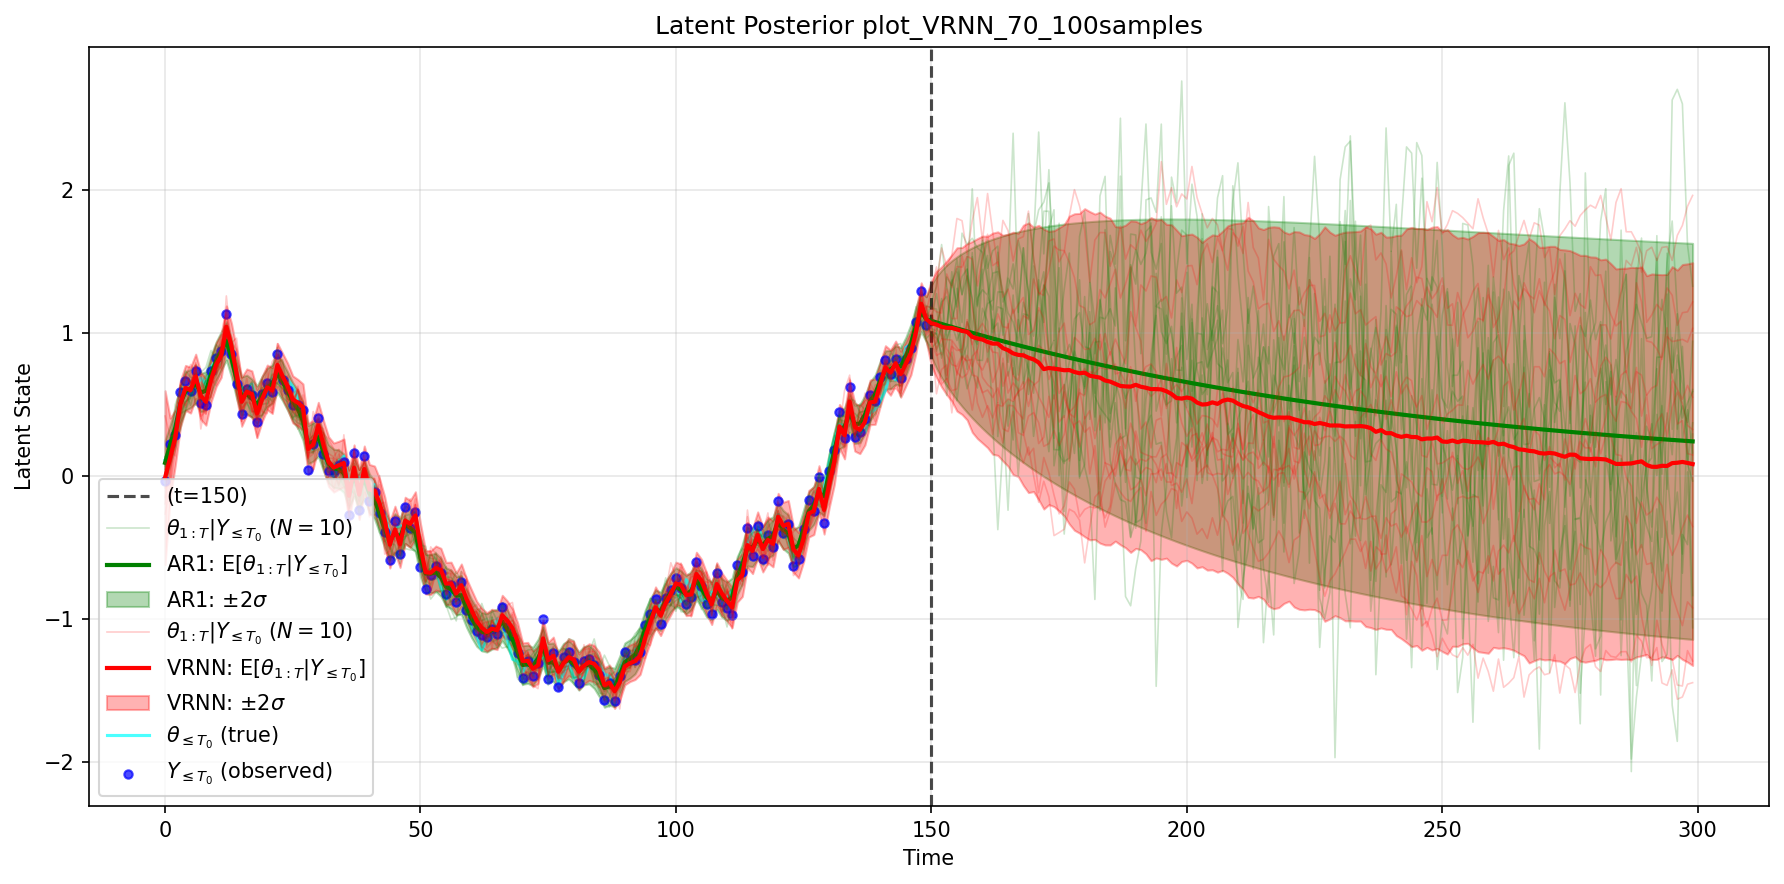 Latent Posterior plot_VRNN_70_100samples
Latent State
2
1
0
−1
−2
(t=150)
θ₁:T|Y≤T₀ (N = 10)
AR1: E[θ₁:T|Y≤T₀]
AR1: ±2σ
θ₁:T|Y≤T₀ (N = 10)
VRNN: E[θ₁:T|Y≤T₀]
VRNN: ±2σ
θ≤T₀ (true)
Y≤T₀ (observed)
0 50 100 150 200 250 300
Time